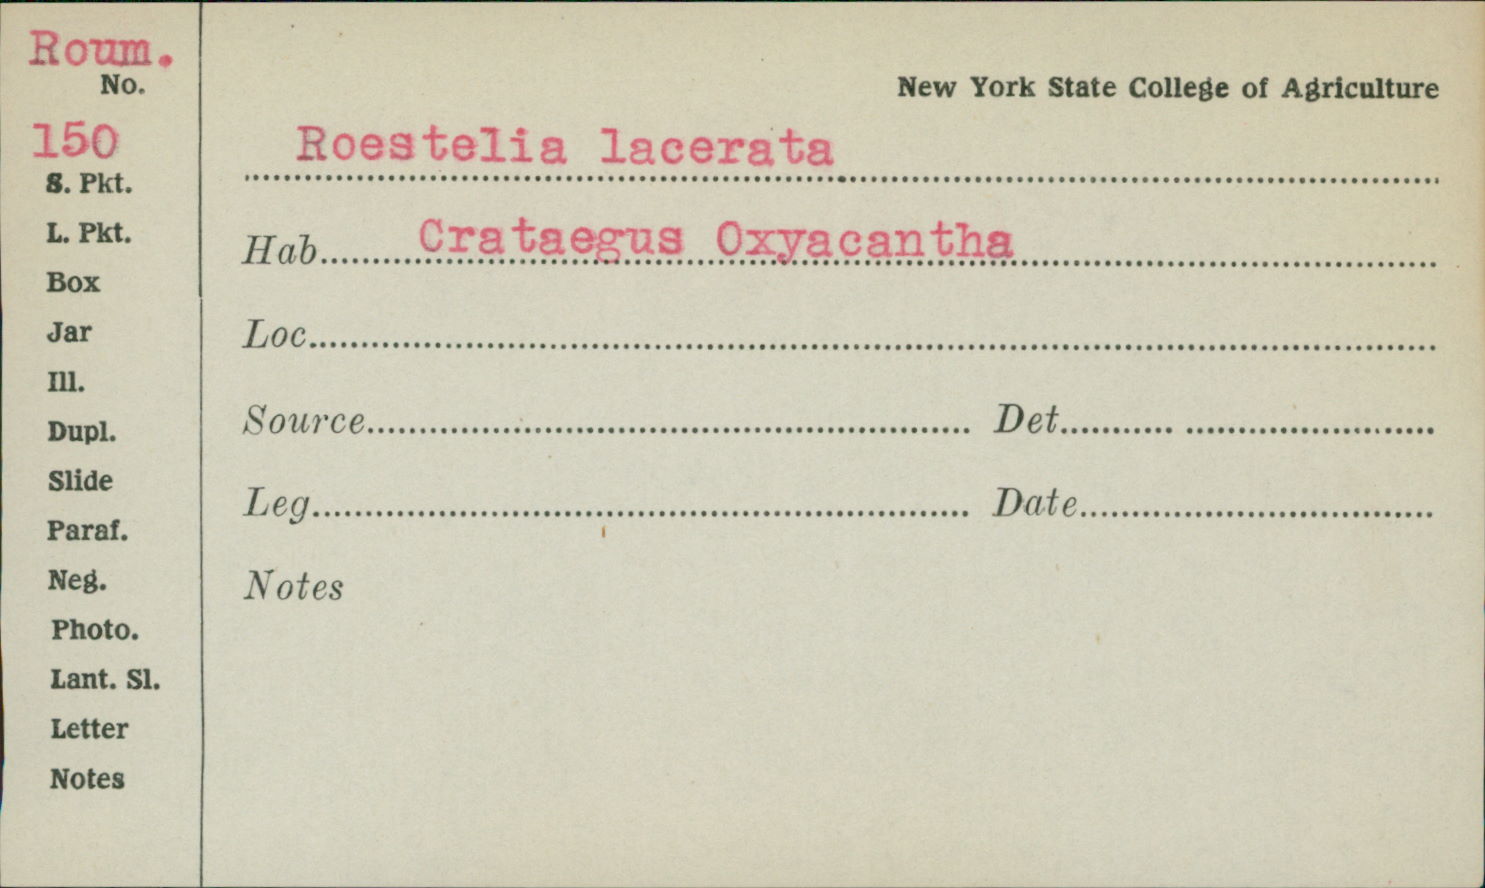 Roum.
No.
150
S. Pkt.
L. Pkt.
Box
Jar
Ill.
Dupl.
Slide
Paraf.
Neg.
Photo.
Lant. Sl.
Letter
Notes
New York State College of Agriculture
Roestelia lacerata
Hab. Crataegus Oxyacantha
Loc.
Source Det.
Leg. Date
Notes